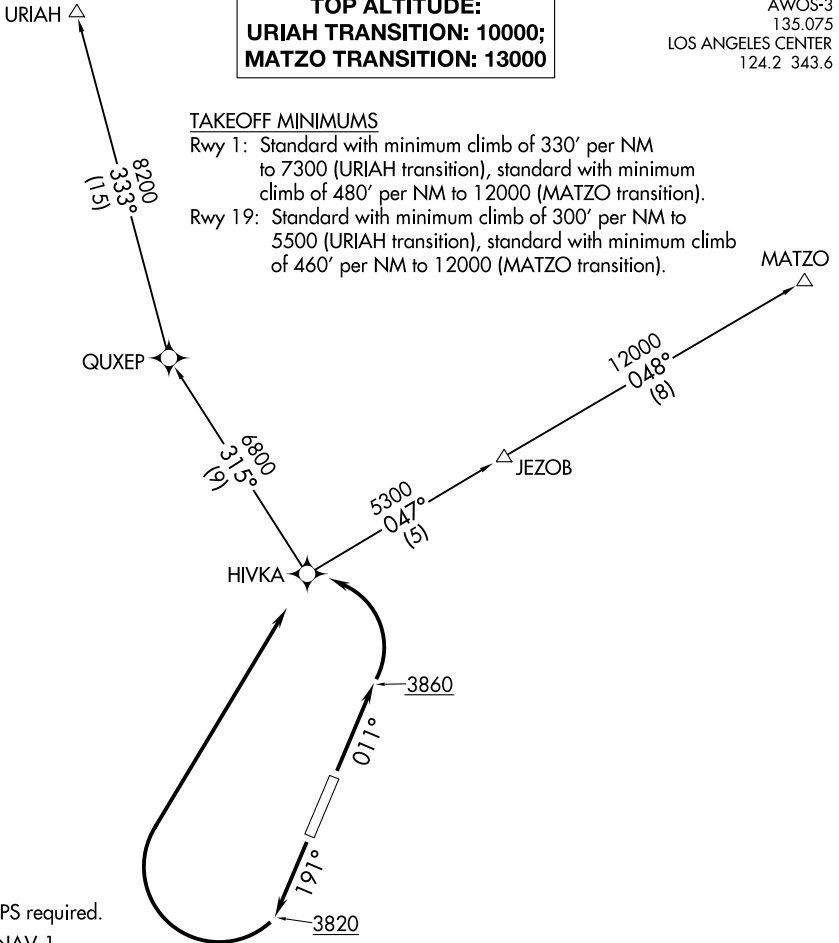 TOP ALTITUDE:
URIAH TRANSITION: 10000;
MATZO TRANSITION: 13000
AWOS-3
135.075
LOS ANGELES CENTER
124.2 343.6
URIAH
TAKEOFF MINIMUMS
Rwy 1: Standard with minimum climb of 330' per NM
to 7300 (URIAH transition), standard with minimum
climb of 480' per NM to 12000 (MATZO transition).
Rwy 19: Standard with minimum climb of 300' per NM to
5500 (URIAH transition), standard with minimum climb
of 460' per NM to 12000 (MATZO transition).
8200
333°
(15)
MATZO
QUXEP
12000
048°
(8)
6800
315°
(9)
JEZOB
5300
047°
(5)
HIVKA
3860
011°
191°
3820
PS required.
NAV 1